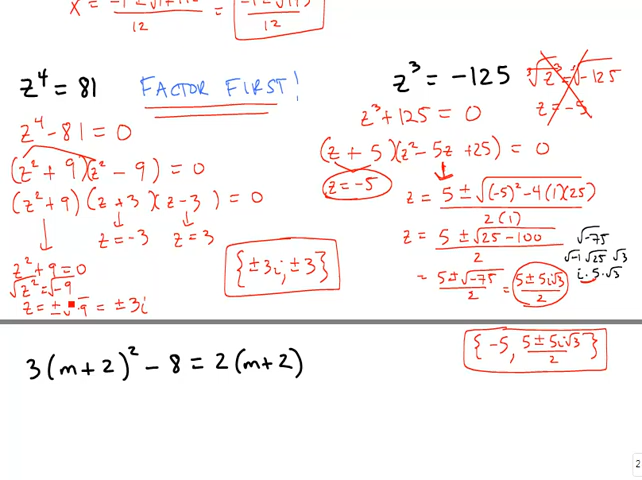 12
12
z⁴ = 81
FACTOR FIRST!
z⁴ - 81 = 0
(z² + 9)(z² - 9) = 0
(z² + 9)(z + 3)(z - 3) = 0
z = -3 z = 3
z² + 9 = 0
√z² = √-9
z = ±√-9 = ±3i
{±3i, ±3}
z³ = -125
∛z³ = ∛-125
z = -5
z³ + 125 = 0
(z + 5)(z² - 5z + 25) = 0
z = -5
z = 5 ± √(-5)² - 4(1)(25)
2(1)
z = 5 ± √25 - 100
2
= 5 ± √-75 / 2 = 5 ± 5i√3 / 2
√-75
√-1 √25 √3
i · 5 · √3
{-5, 5 ± 5i√3 / 2}
3(m + 2)² - 8 = 2(m + 2)
2